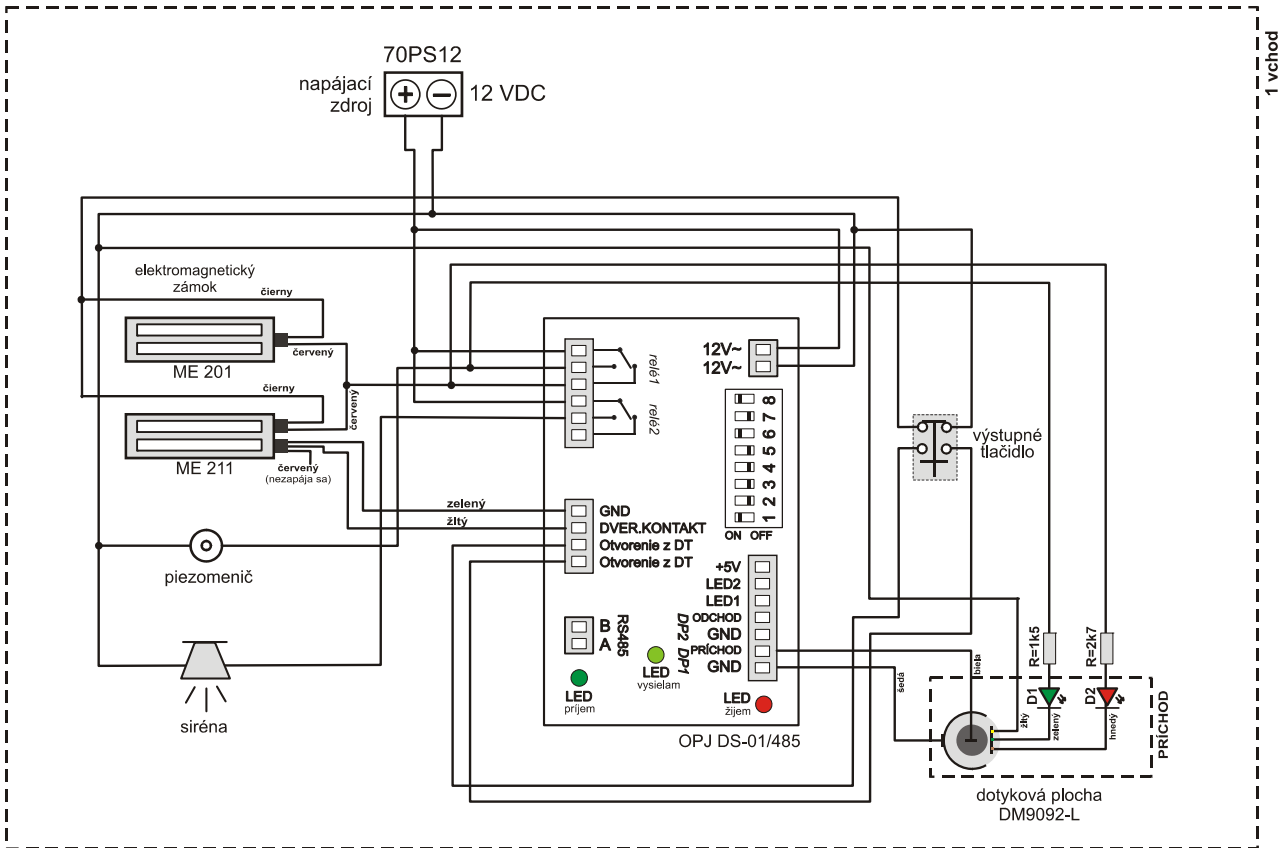 1 vchod
70PS12
napájací
zdroj
+ −
12 VDC
elektromagnetický
zámok
čierny
červený
ME 201
čierny
červený
ME 211
červený
(nezapája sa)
zelený
žltý
piezomenič
siréna
relé1
relé2
12V~
12V~
8
7
6
5
4
3
2
1
ON OFF
GND
DVER.KONTAKT
Otvorenie z DT
Otvorenie z DT
+5V
LED2
LED1
ODCHOD
GND
DP2
PRÍCHOD
GND
DP1
B
A
RS485
LED
príjem
LED
vysielam
LED
žijem
OPJ DS-01/485
výstupné
tlačidlo
R=1k5
R=2k7
šedá
biela
D1
D2
žltý
zelený
hnedý
PRÍCHOD
dotyková plocha
DM9092-L